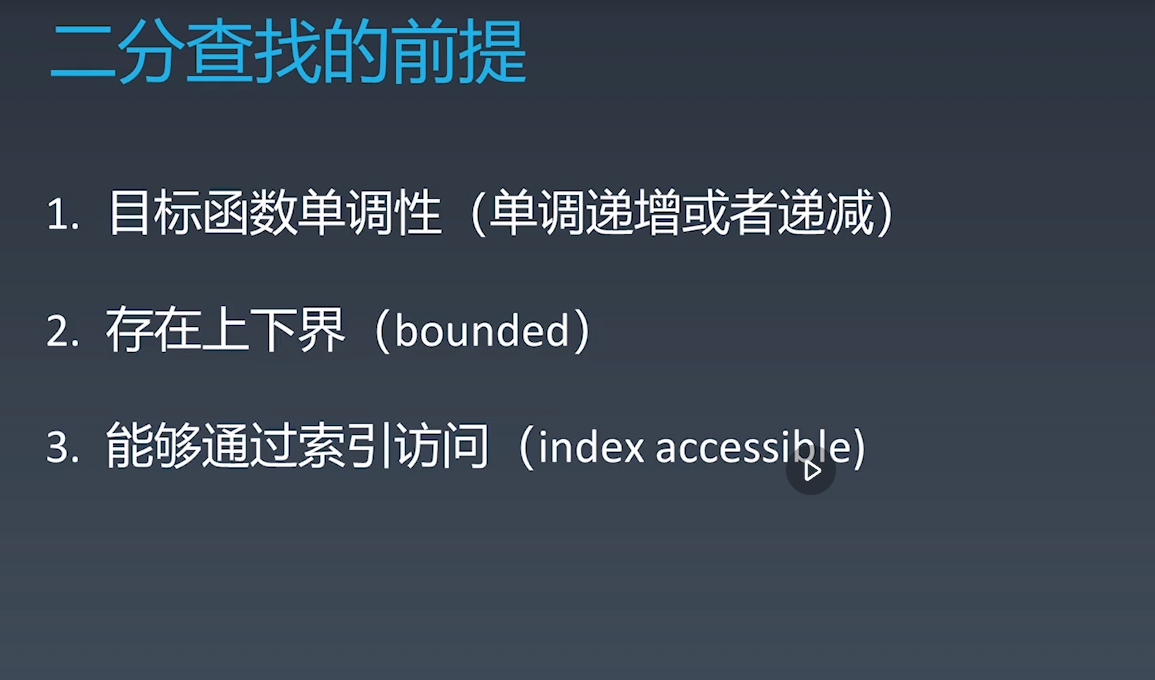 二分查找的前提
1. 目标函数单调性（单调递增或者递减）
2. 存在上下界（bounded）
3. 能够通过索引访问（index accessible)